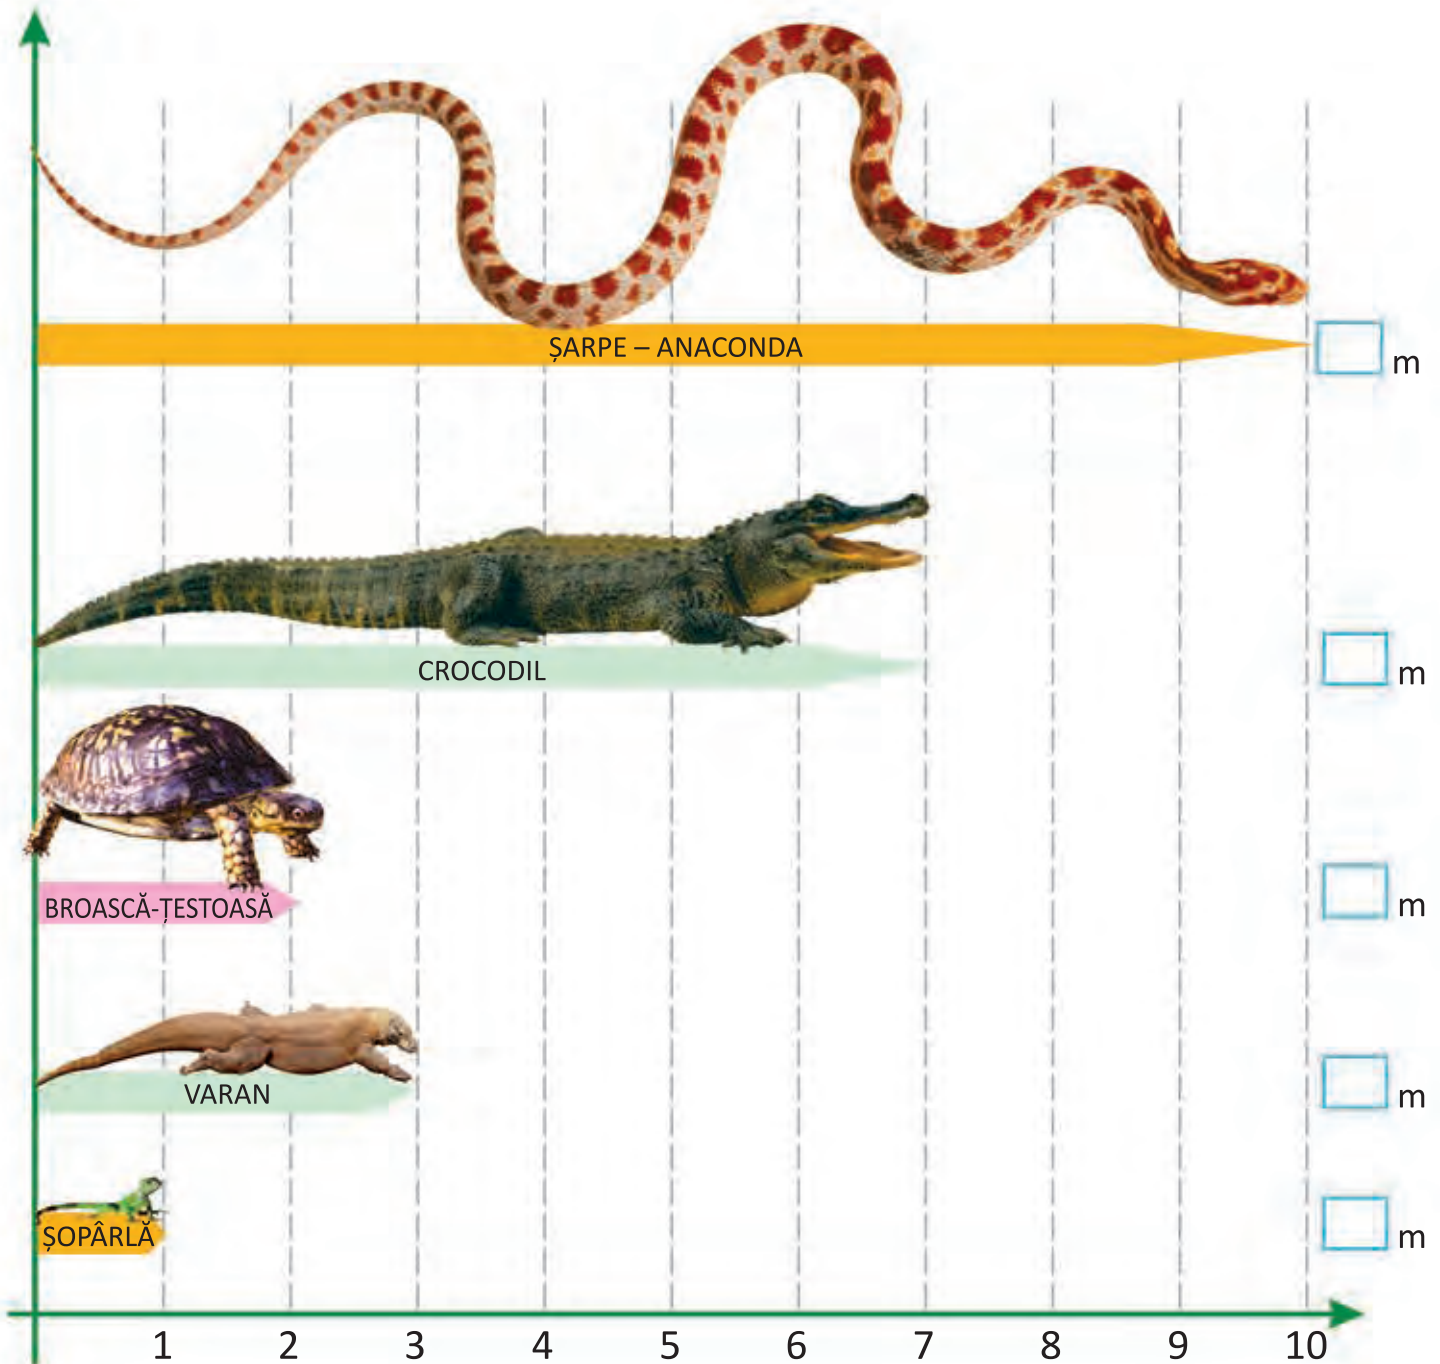 ȘARPE – ANACONDA
m
CROCODIL
m
BROASCĂ-ȚESTOASĂ
m
VARAN
m
ȘOPÂRLĂ
m
1 2 3 4 5 6 7 8 9 10